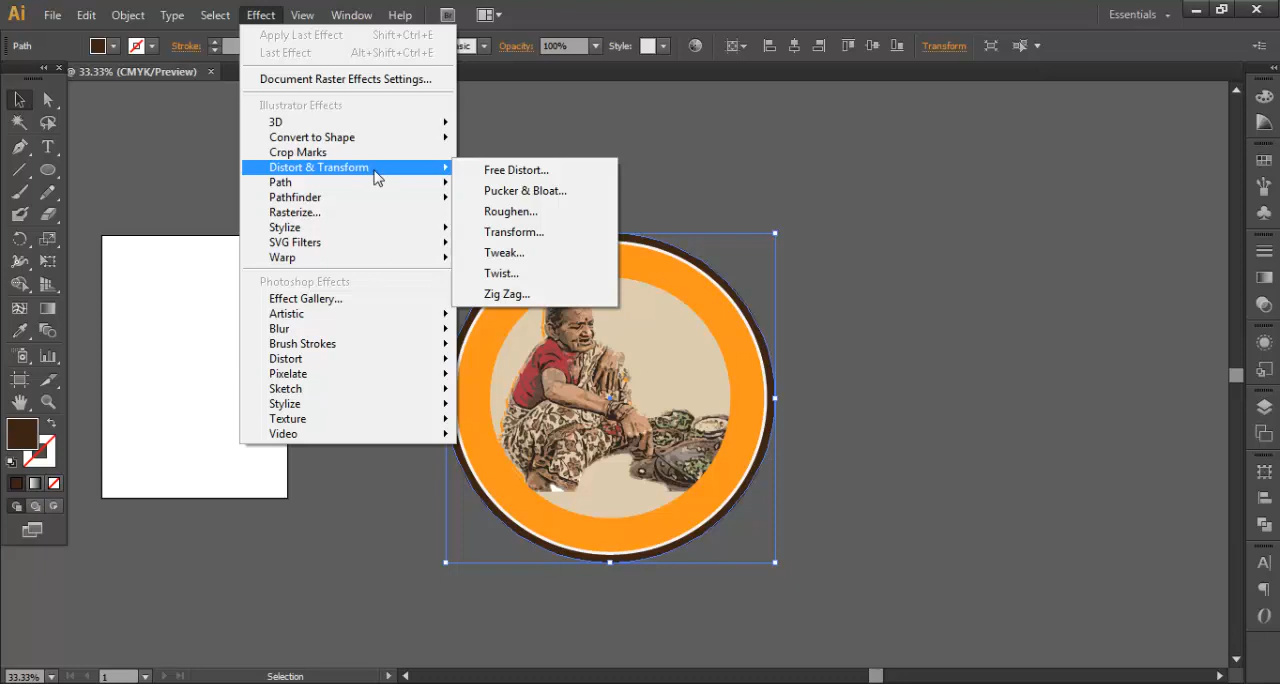 Ai File Edit Object Type Select Effect View Window Help Br Essentials
Path Stroke: Opacity: 100% Style: Transform
@ 33.33% (CMYK/Preview) ×
Apply Last Effect Shift+Ctrl+E
Last Effect Alt+Shift+Ctrl+E
Document Raster Effects Settings...
Illustrator Effects
3D
Convert to Shape
Crop Marks
Distort & Transform
Path
Pathfinder
Rasterize...
Stylize
SVG Filters
Warp
Photoshop Effects
Effect Gallery...
Artistic
Blur
Brush Strokes
Distort
Pixelate
Sketch
Stylize
Texture
Video
Free Distort...
Pucker & Bloat...
Roughen...
Transform...
Tweak...
Twist...
Zig Zag...
33.33% 1 Selection